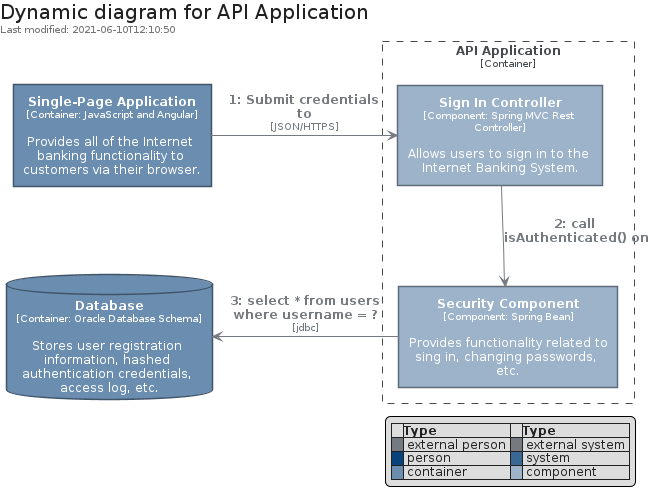 Dynamic diagram for API Application
Last modified: 2021-06-10T12:10:50
API Application
[Container]
Single-Page Application
[Container: JavaScript and Angular]
Provides all of the Internet
banking functionality to
customers via their browser.
1: Submit credentials
to
[JSON/HTTPS]
Sign In Controller
[Component: Spring MVC Rest
Controller]
Allows users to sign in to the
Internet Banking System.
2: call
isAuthenticated() on
Database
[Container: Oracle Database Schema]
Stores user registration
information, hashed
authentication credentials,
access log, etc.
3: select * from users
where username = ?
[jdbc]
Security Component
[Component: Spring Bean]
Provides functionality related to
sing in, changing passwords,
etc.
Type Type
external person external system
person system
container component